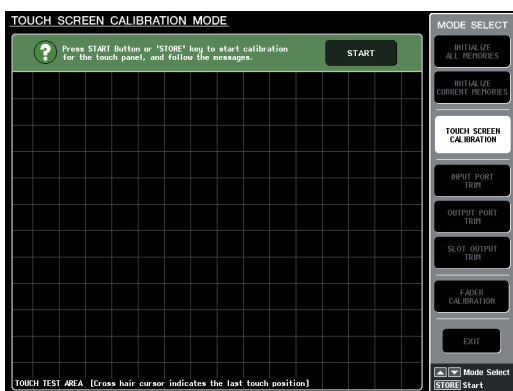 TOUCH SCREEN CALIBRATION MODE
?
Press START Button or 'STORE' key to start calibration
for the touch panel, and follow the messages.
START
TOUCH TEST AREA [Cross hair cursor indicates the last touch position]
MODE SELECT
INITIALIZE
ALL MEMORIES
INITIALIZE
CURRENT MEMORIES
TOUCH SCREEN
CALIBRATION
INPUT PORT
TRIM
OUTPUT PORT
TRIM
SLOT OUTPUT
TRIM
FADER
CALIBRATION
EXIT
Mode Select
STORE Start